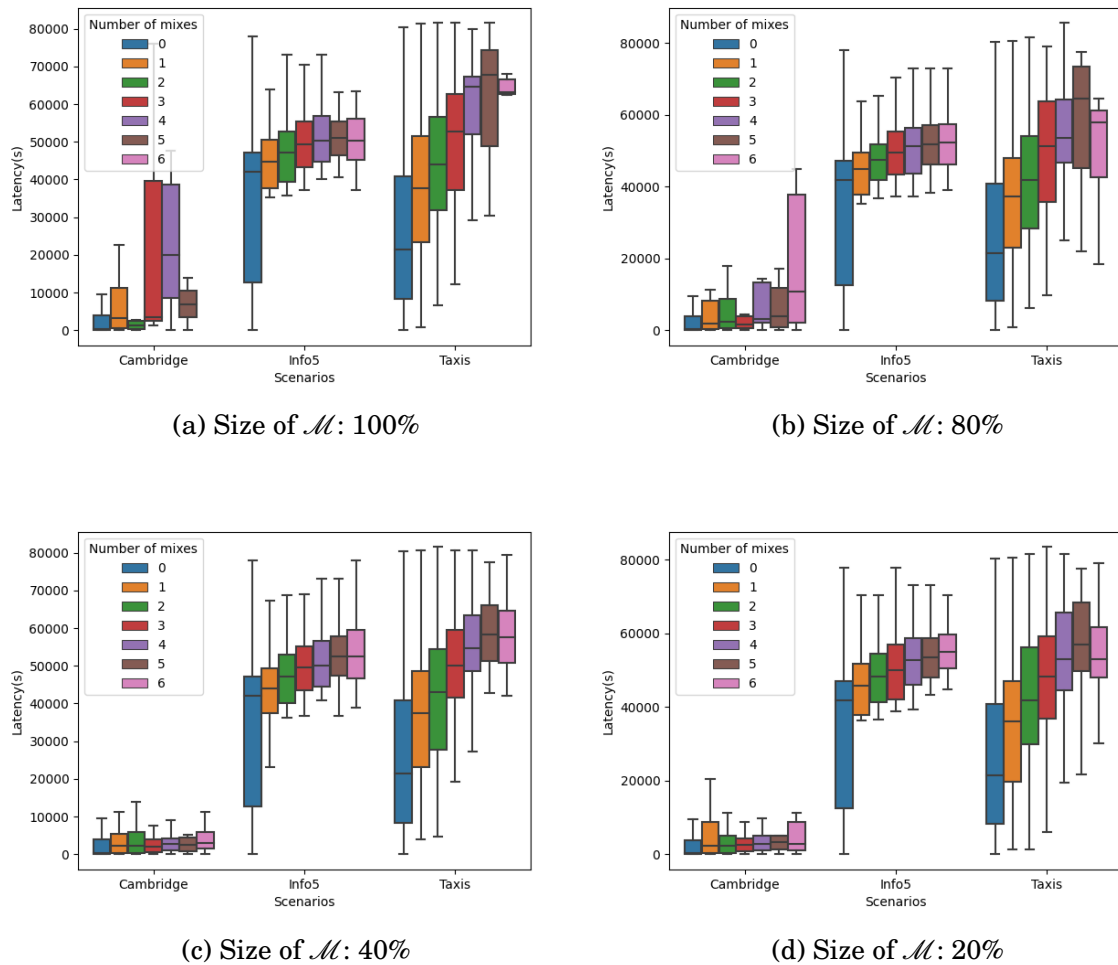 Number of mixes
0
1
2
3
4
5
6
80000
70000
60000
50000
40000
30000
20000
10000
0
Latency(s)
Cambridge
Info5
Taxis
Scenarios
(a) Size of ℳ: 100%
Number of mixes
0
1
2
3
4
5
6
80000
60000
40000
20000
0
Latency(s)
Cambridge
Info5
Taxis
Scenarios
(b) Size of ℳ: 80%
Number of mixes
0
1
2
3
4
5
6
80000
70000
60000
50000
40000
30000
20000
10000
0
Latency(s)
Cambridge
Info5
Taxis
Scenarios
(c) Size of ℳ: 40%
Number of mixes
0
1
2
3
4
5
6
80000
60000
40000
20000
0
Latency(s)
Cambridge
Info5
Taxis
Scenarios
(d) Size of ℳ: 20%